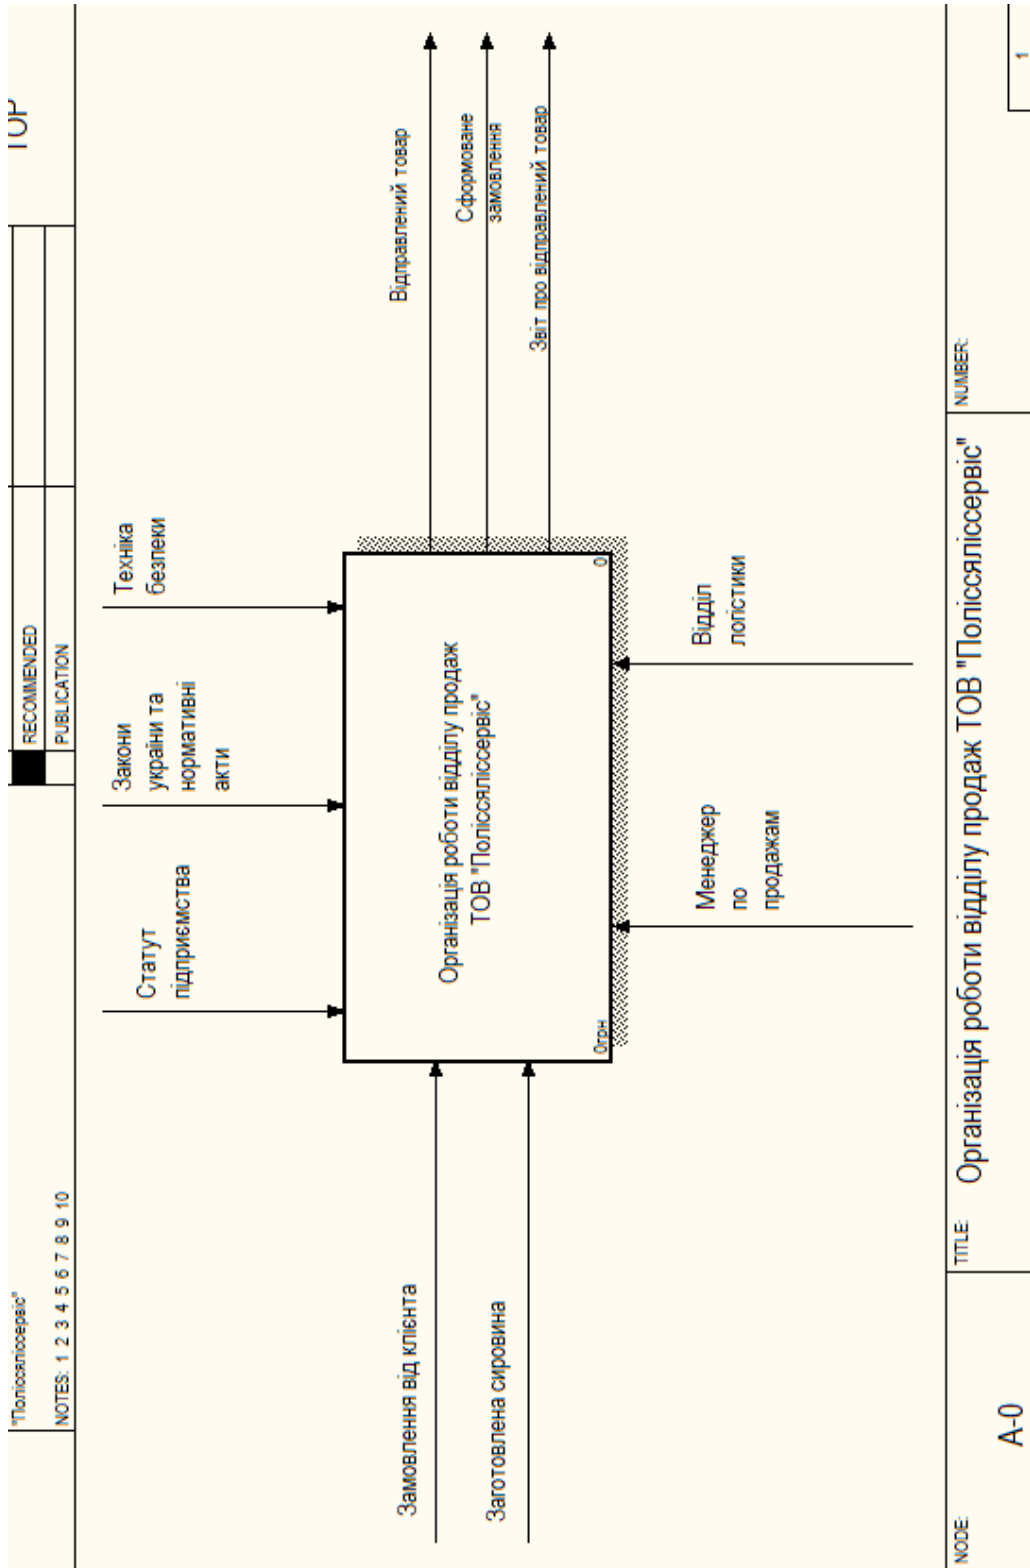 "Поліссяліссервіс"
NOTES: 1 2 3 4 5 6 7 8 9 10
RECOMMENDED
PUBLICATION
TOP
Статут
підприємства
Закони
україни та
нормативні
акти
Техніка
безпеки
Замовлення від клієнта
Заготовлена сировина
Організація роботи відділу продаж
ТОВ "Поліссяліссервіс"
0грн
0
Відправлений товар
Сформоване
замовлення
Звіт про відправлений товар
Менеджер
по
продажам
Відділ
логістики
NODE:
A-0
TITLE:
Організація роботи відділу продаж ТОВ "Поліссяліссервіс"
NUMBER:
1